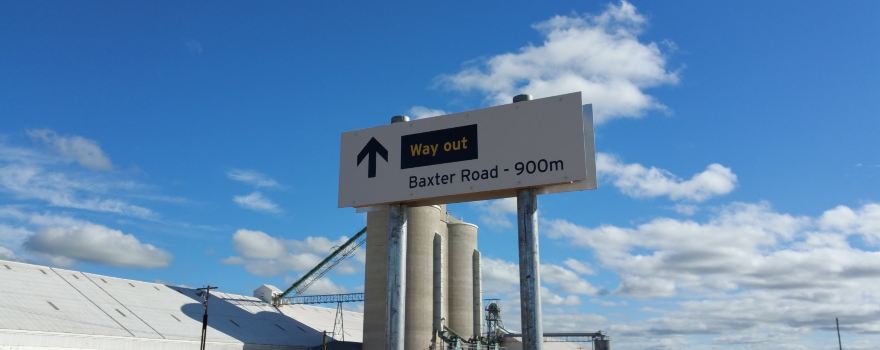 Way out
Baxter Road - 900m